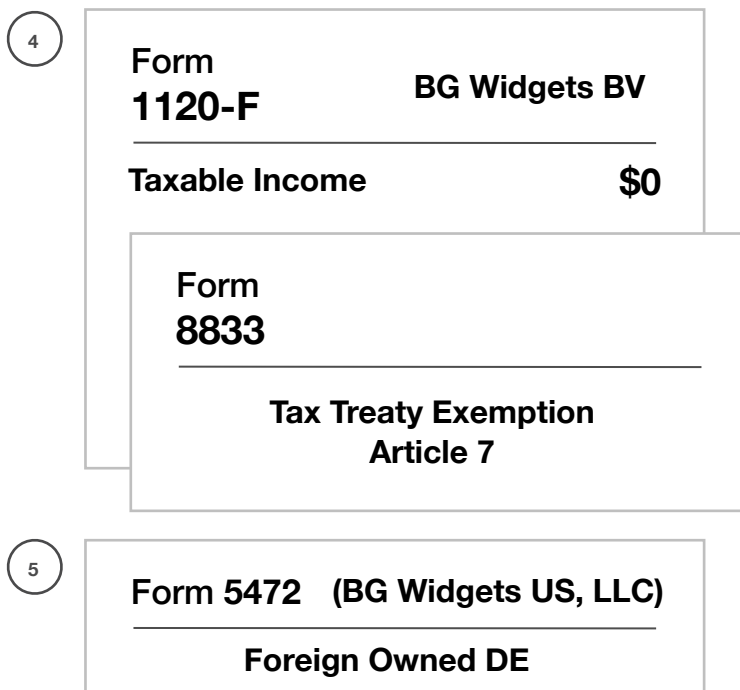 4
Form
1120-F
BG Widgets BV
Taxable Income $0
Form
8833
Tax Treaty Exemption
Article 7
5
Form 5472 (BG Widgets US, LLC)
Foreign Owned DE